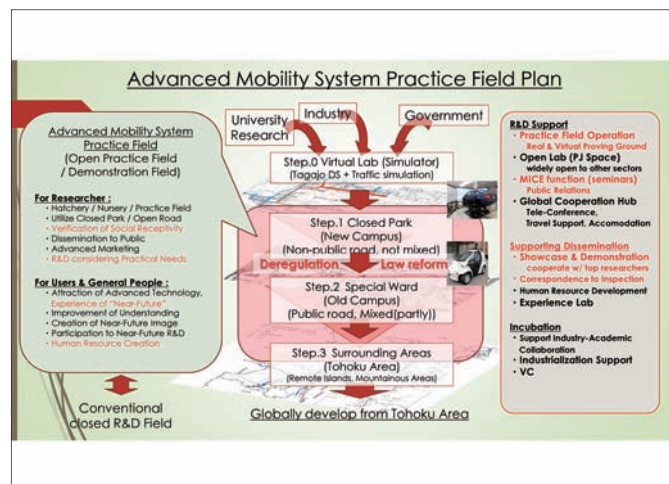 Advanced Mobility System Practice Field Plan
University
Research
Industry
Government
Advanced Mobility System
Practice Field
(Open Practice Field
/ Demonstration Field)
For Researcher :
・Hatchery / Nursery / Practice Field
・Utilize Closed Park / Open Road
・Verification of Social Receptivity
・Dissemination to Public
・Advanced Marketing
・R&D considering Practical Needs
For Users & General People :
・Attraction of Advanced Technology,
Experience of "Near-Future"
・Improvement of Understanding
・Creation of Near-Future Image
・Participation to Near-Future R&D
・Human Resource Creation
Conventional
closed R&D Field
Step.0 Virtual Lab (Simulator)
(Tagajo DS + Traffic simulation)
Step.1 Closed Park
(New Campus)
(Non-public road, not mixed)
Deregulation
Law reform
Step.2 Special Ward
(Old Campus)
(Public road, Mixed(partly))
Step.3 Surrounding Areas
(Tohoku Area)
(Remote Islands, Mountainous Areas)
Globally develop from Tohoku Area
R&D Support
・Practice Field Operation
Real & Virtual Proving Ground
・Open Lab (PJ Space)
widely open to other sectors
・MICE function (seminars)
Public Relations
・Global Cooperation Hub
Tele-Conference,
Travel Support, Accomodation
Supporting Dissemination
・Showcase & Demonstration
cooperate w/ top researchers
・Correspondence to Inspection
・Human Resource Development
・Experience Lab
Incubation
・Support Industry-Academic
Collaboration
・Industrialization Support
・VC